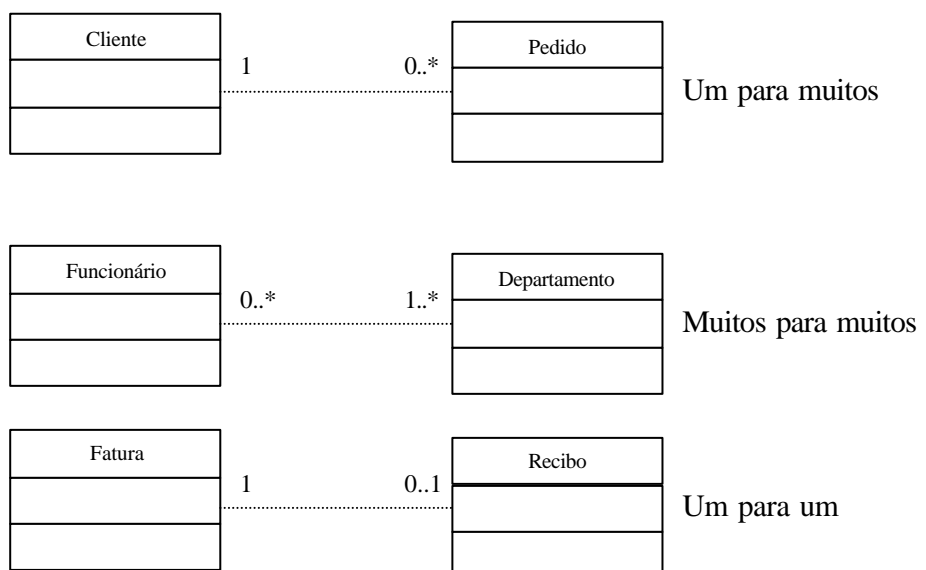 Cliente
Pedido
1
0..*
Um para muitos
Funcionário
Departamento
0..*
1..*
Muitos para muitos
Fatura
Recibo
1
0..1
Um para um